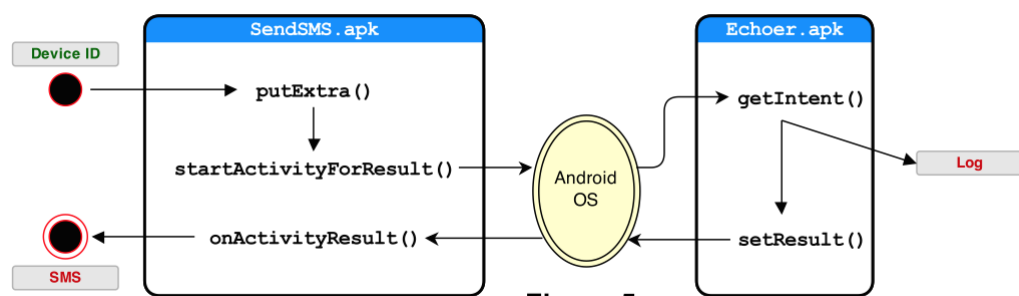 SendSMS.apk
Echoer.apk
Device ID
putExtra()
getIntent()
startActivityForResult()
Android
OS
Log
onActivityResult()
setResult()
SMS